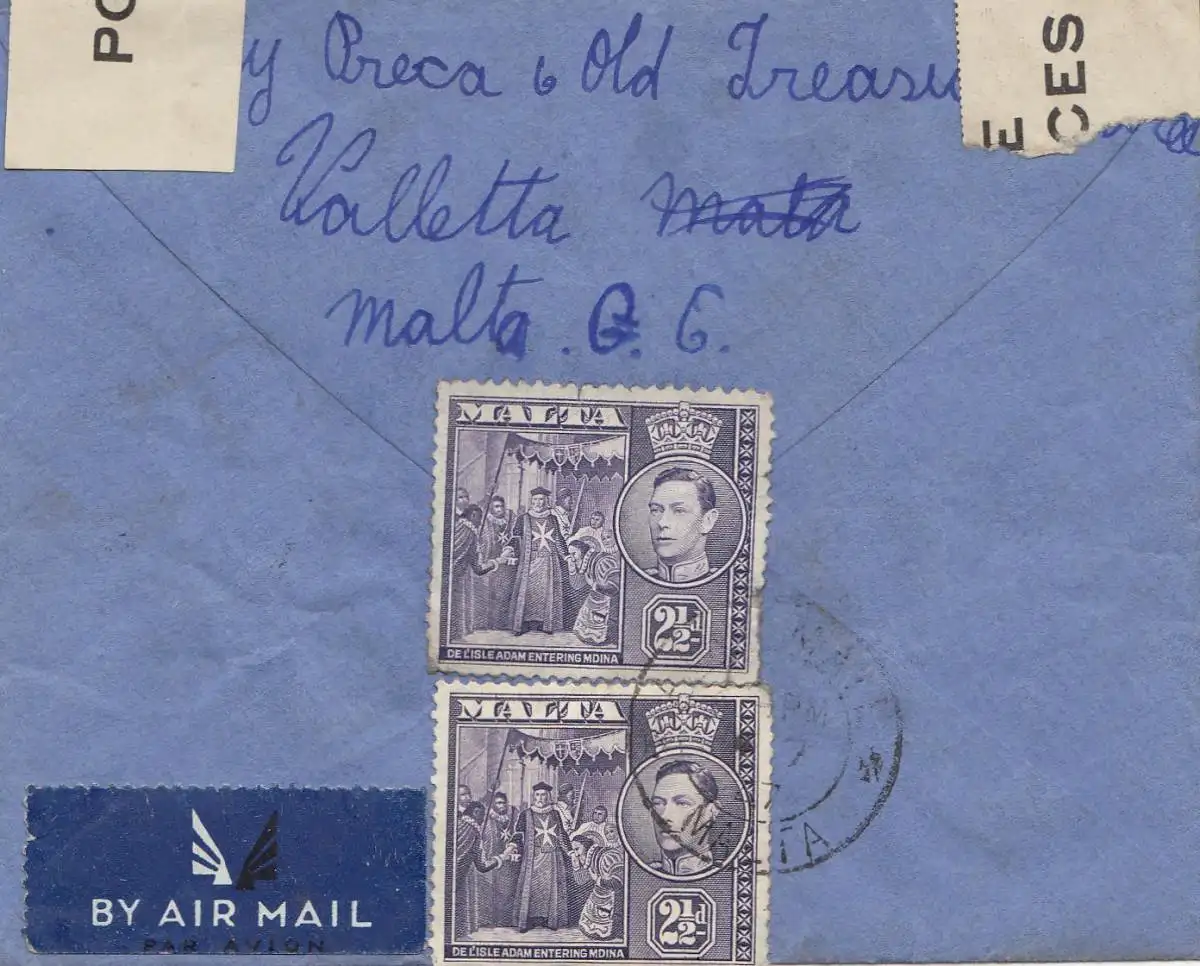 PO
y Preca 6 Old Treasu
E
CES
Valletta
Malta. G. C.
MALTA
DE L'ISLE ADAM ENTERING MDINA
2½d
MALTA
MALTA
DE L'ISLE ADAM ENTERING MDINA
2½d
BY AIR MAIL
PAR AVION